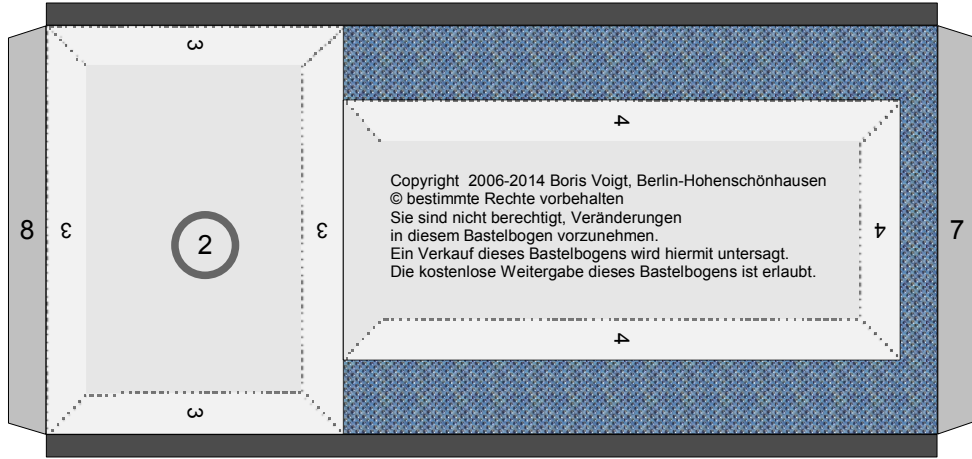 3
4
Copyright 2006-2014 Boris Voigt, Berlin-Hohenschönhausen
© bestimmte Rechte vorbehalten
Sie sind nicht berechtigt, Veränderungen
8 3 2 3 in diesem Bastelbogen vorzunehmen. 4 7
Ein Verkauf dieses Bastelbogens wird hiermit untersagt.
Die kostenlose Weitergabe dieses Bastelbogens ist erlaubt.
4
3